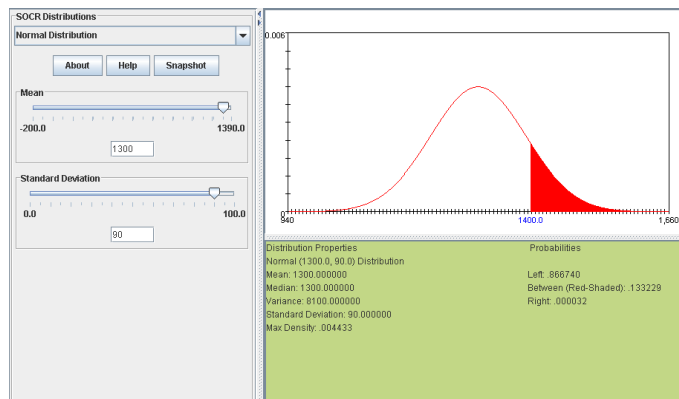 SOCR Distributions
Normal Distribution
About Help Snapshot
Mean
-200.0 1390.0
1300
Standard Deviation
0.0 100.0
90
0.006
0
940 1400.0 1,660
Distribution Properties
Normal (1300.0, 90.0) Distribution
Mean: 1300.000000
Median: 1300.000000
Variance: 8100.000000
Standard Deviation: 90.000000
Max Density: .004433
Probabilities
Left: .866740
Between (Red-Shaded): .133229
Right: .000032